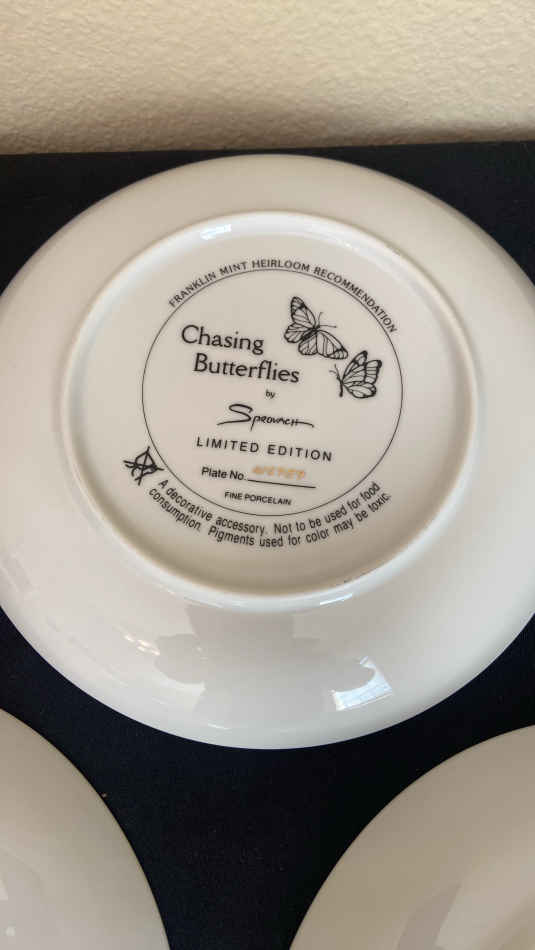 FRANKLIN MINT HEIRLOOM RECOMMENDATION
Chasing
Butterflies
by
Sprovach
LIMITED EDITION
Plate No.
FINE PORCELAIN
A decorative accessory. Not to be used for food
consumption. Pigments used for color may be toxic.